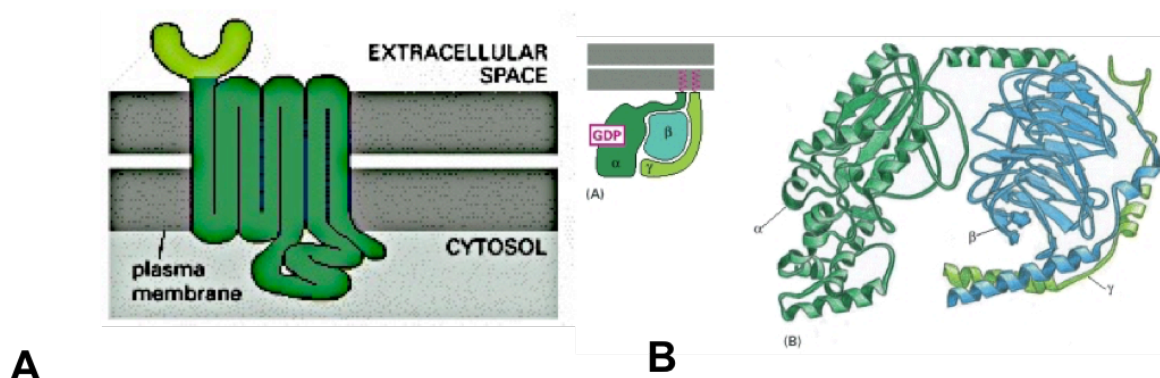 EXTRACELLULAR
SPACE
plasma
membrane
CYTOSOL
A
GDP
α
β
γ
(A)
α
β
γ
(B)
B